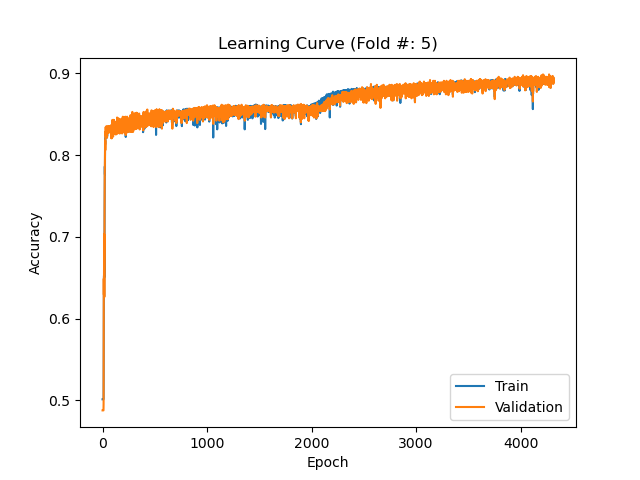 Learning Curve (Fold #: 5)
0.9
0.8
0.7
0.6
0.5
Accuracy
0
1000
2000
3000
4000
Epoch
Train
Validation